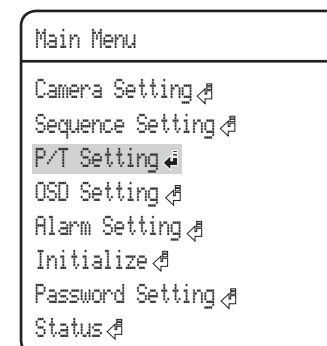 Main Menu
Camera Setting
Sequence Setting
P/T Setting
OSD Setting
Alarm Setting
Initialize
Password Setting
Status